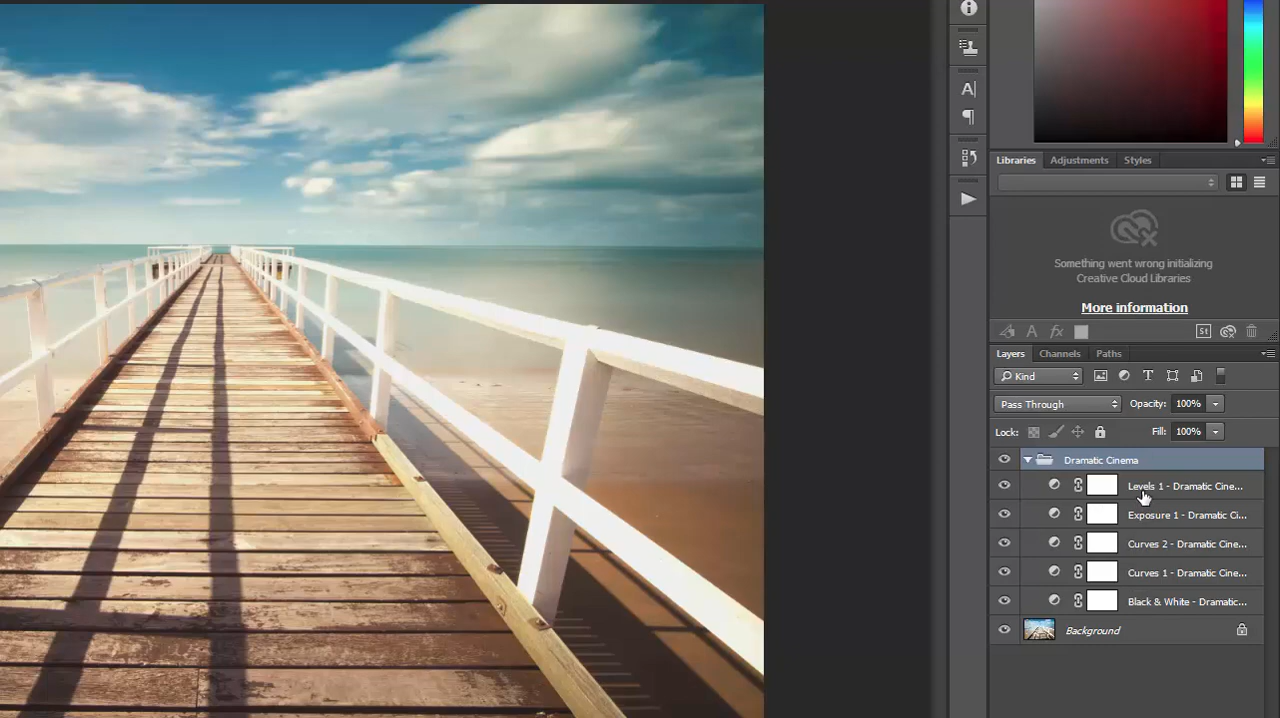 Libraries
Adjustments
Styles
Something went wrong initializing
Creative Cloud Libraries
More information
St
Layers
Channels
Paths
Kind
Pass Through
Opacity: 100%
Lock:
Fill: 100%
Dramatic Cinema
Levels 1 - Dramatic Cine...
Exposure 1 - Dramatic Ci...
Curves 2 - Dramatic Cine...
Curves 1 - Dramatic Cine...
Black & White - Dramatic...
Background